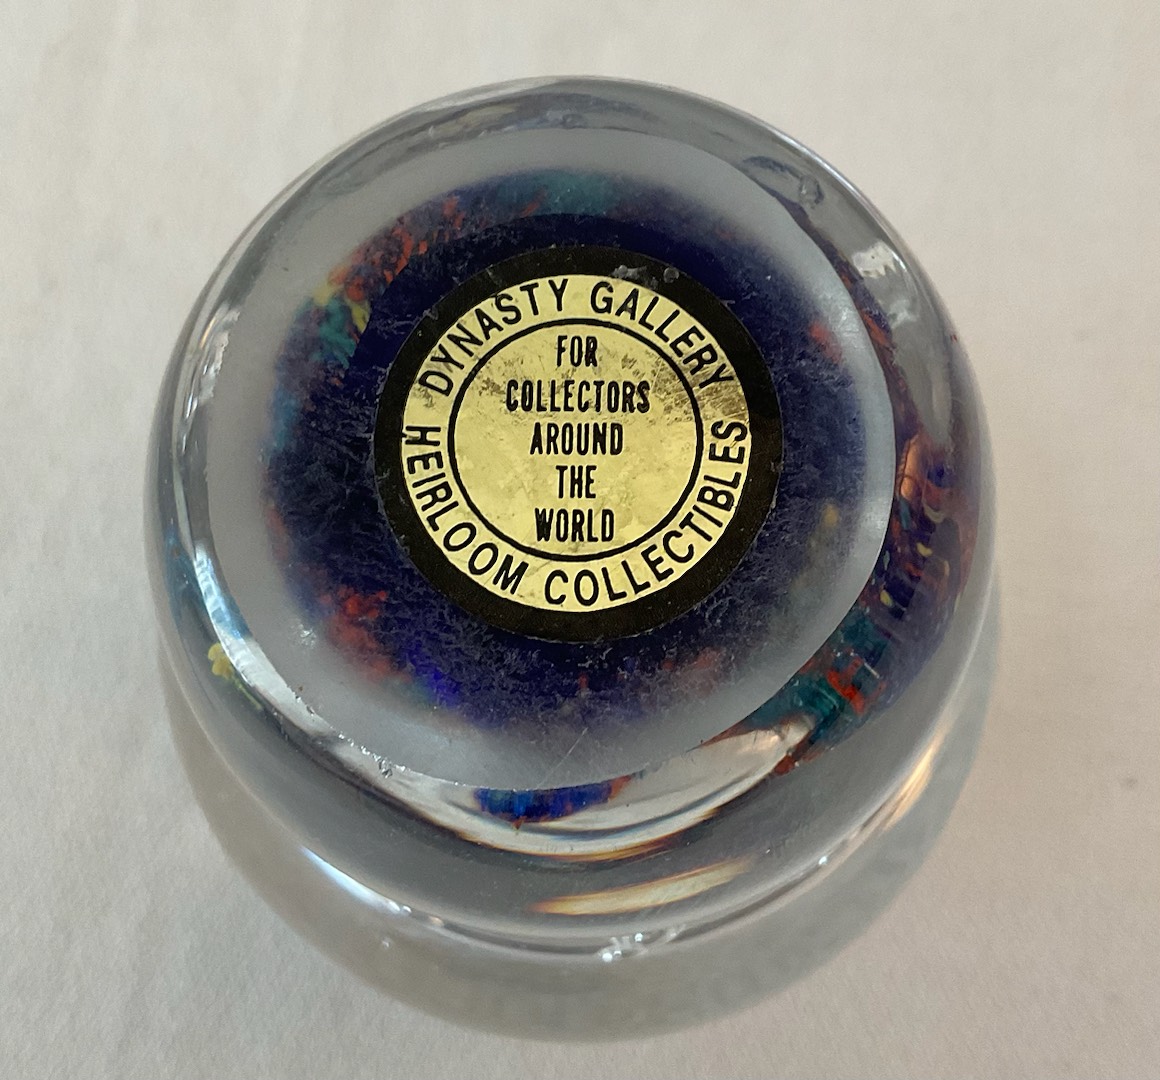 DYNASTY GALLERY
FOR
COLLECTORS
AROUND
THE
WORLD
HEIRLOOM COLLECTIBLES